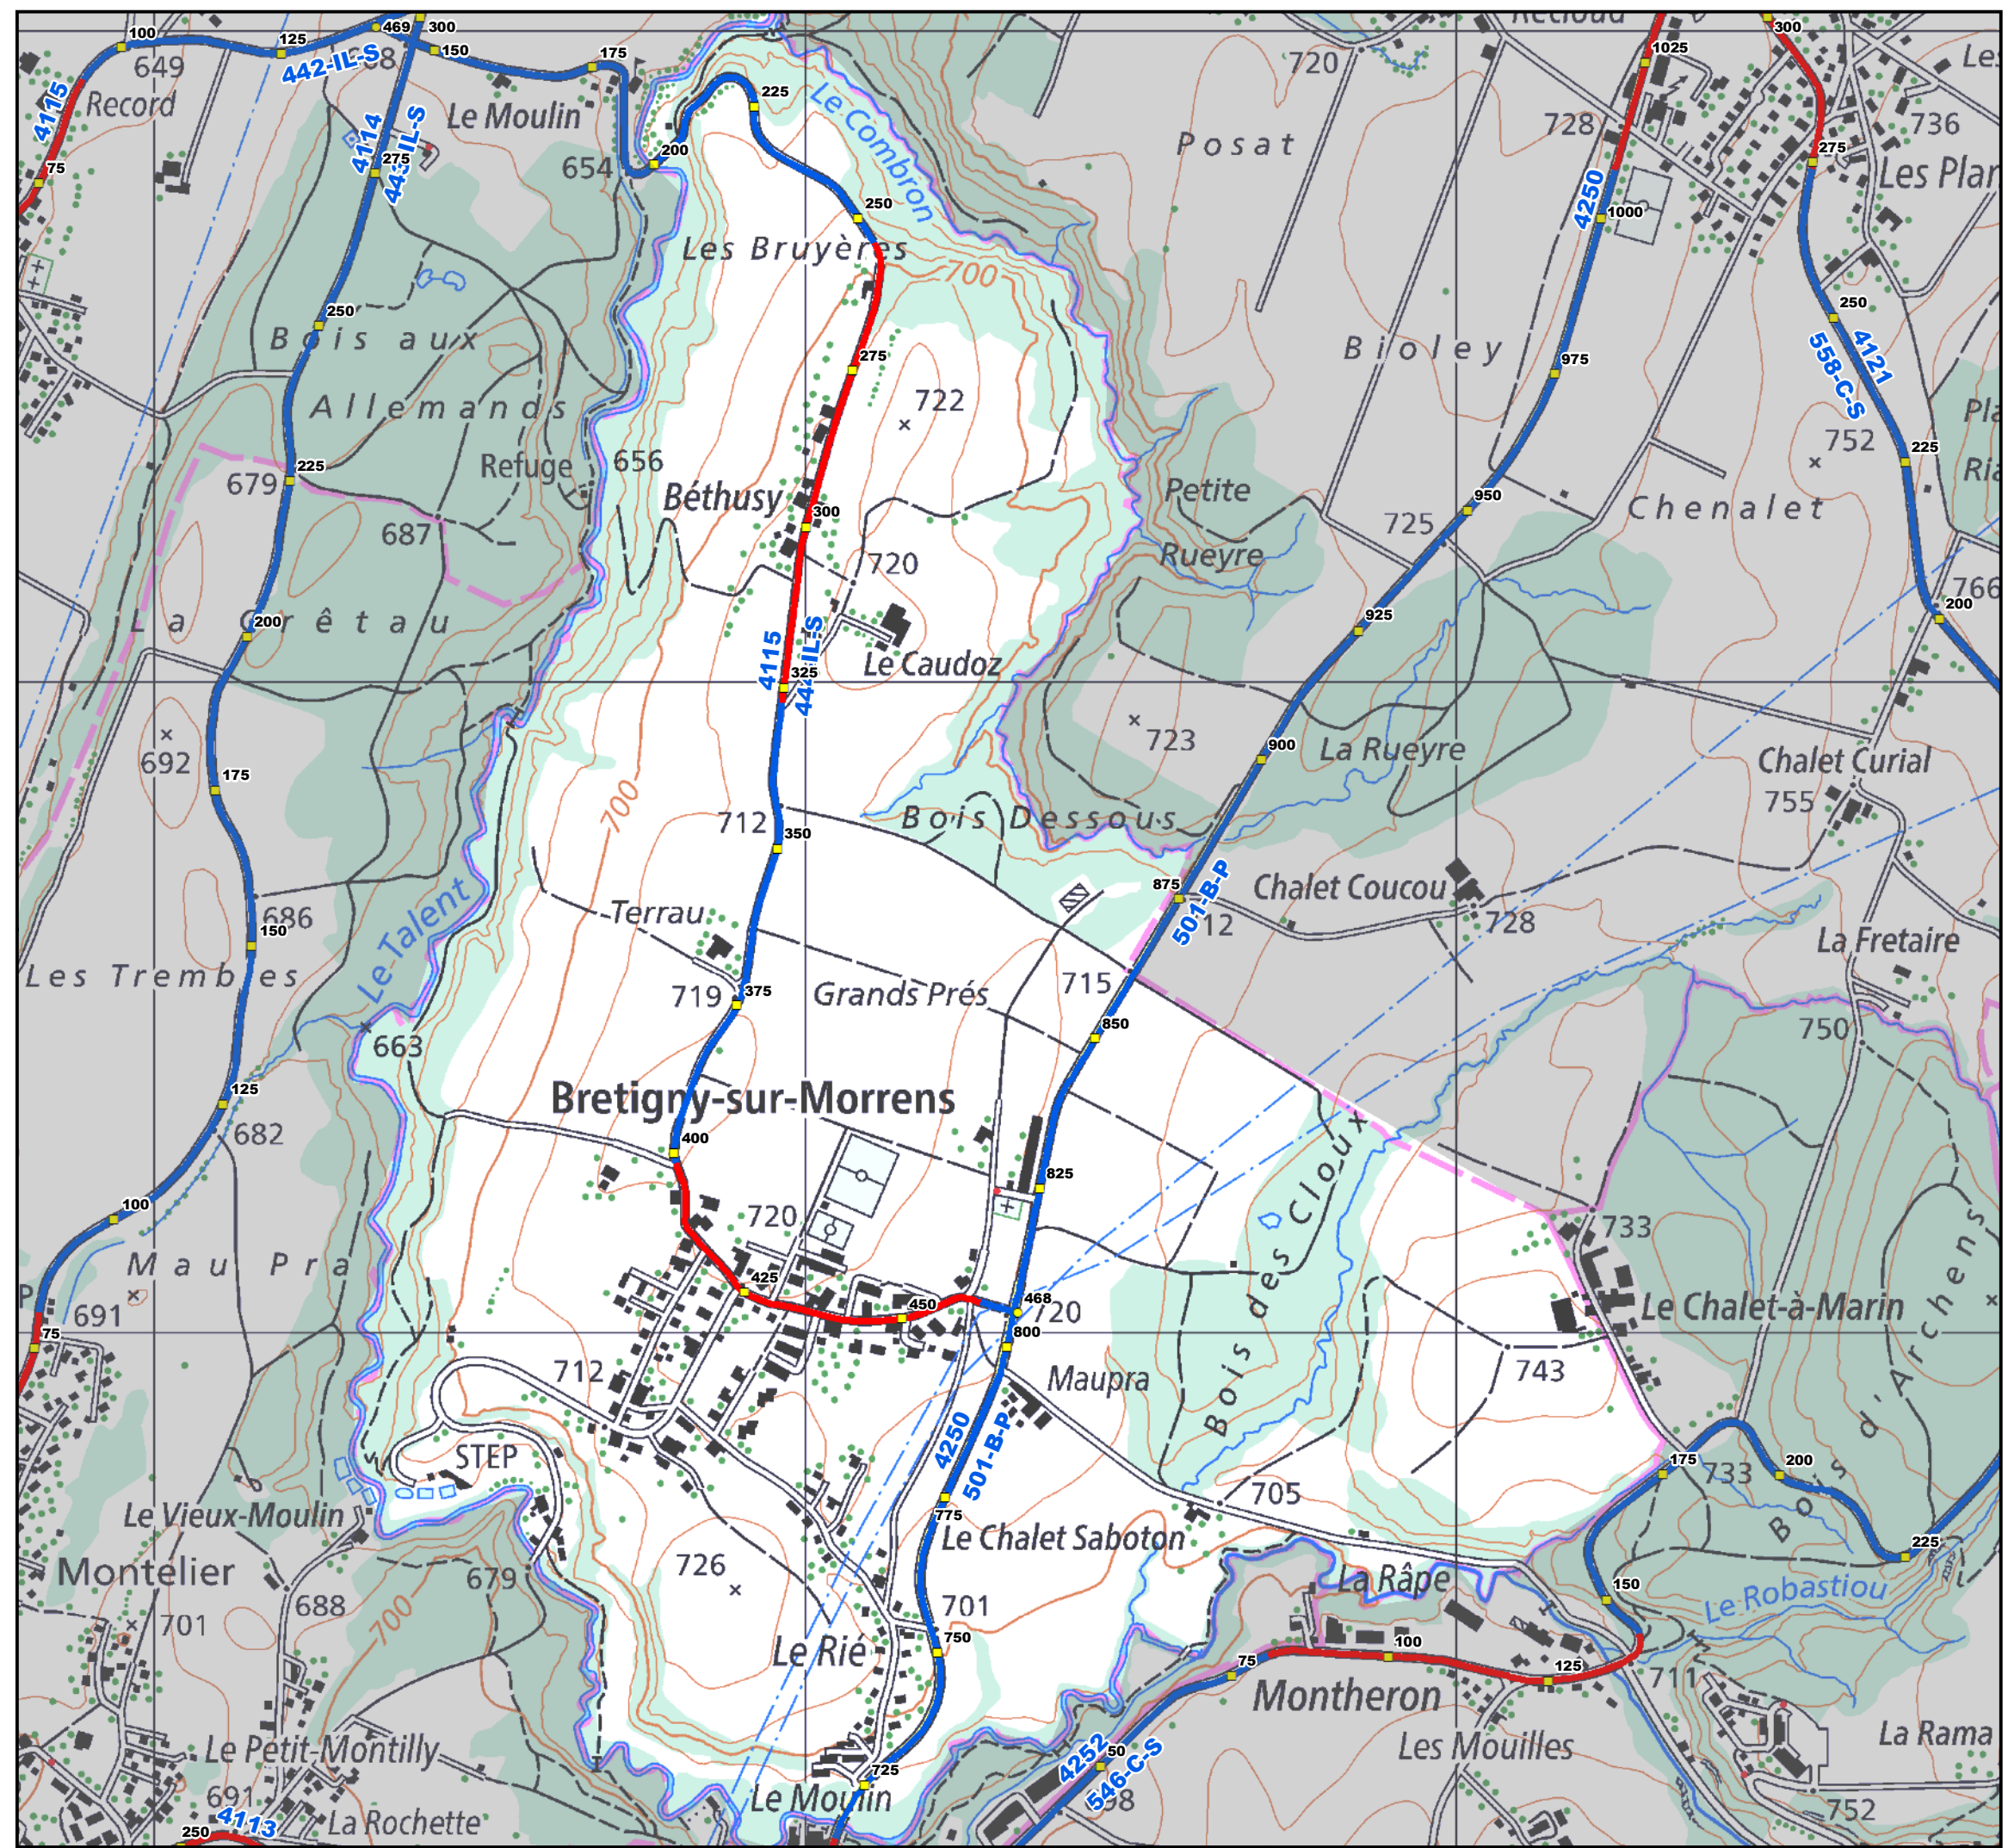 100
125
469
300
150
175
442-IL-S
649
Record
4115
75
4114
275
443-IL-S
Le Moulin
654
200
225
Le Combron
250
Les Bruyères
700
720
Posat
1025
300
728
736
275
Les Plan
4250
1000
250
Bois aux
Allemands
Refuge
656
275
722
Bioley
975
250
4121
558-C-S
752
225
225
679
687
Béthusy
300
Petite
Rueyre
725
950
Chenalet
766
200
La Crêtau
200
720
925
4115
325
Le Caudoz
692
175
723
900
La Rueyre
Chalet Curial
755
700
712
350
Bois Dessous
875
501-B-P
Chalet Coucou
728
686
150
Le Talent
Terrau
Les Trembles
719
375
Grands Prés
715
850
La Fretaire
750
663
125
682
Bretigny-sur-Morrens
400
100
825
Bois des Cloux
720
733
Mau Pra
691
75
425
450
468
720
800
Le Chalet-à-Marin
743
712
Maupra
Bois d'Archens
STEP
4250
501-B-P
775
175
733
200
705
Le Vieux-Moulin
Le Chalet Saboton
225
Montélier
679
726
La Râpe
150
Le Robastiou
688
701
700
701
Le Rié
750
75
100
125
711
Montheron
Le Petit-Montilly
691
725
Le Moulin
50
4252
546-C-S
Les Mouilles
La Rama
752
250
4113
La Rochette